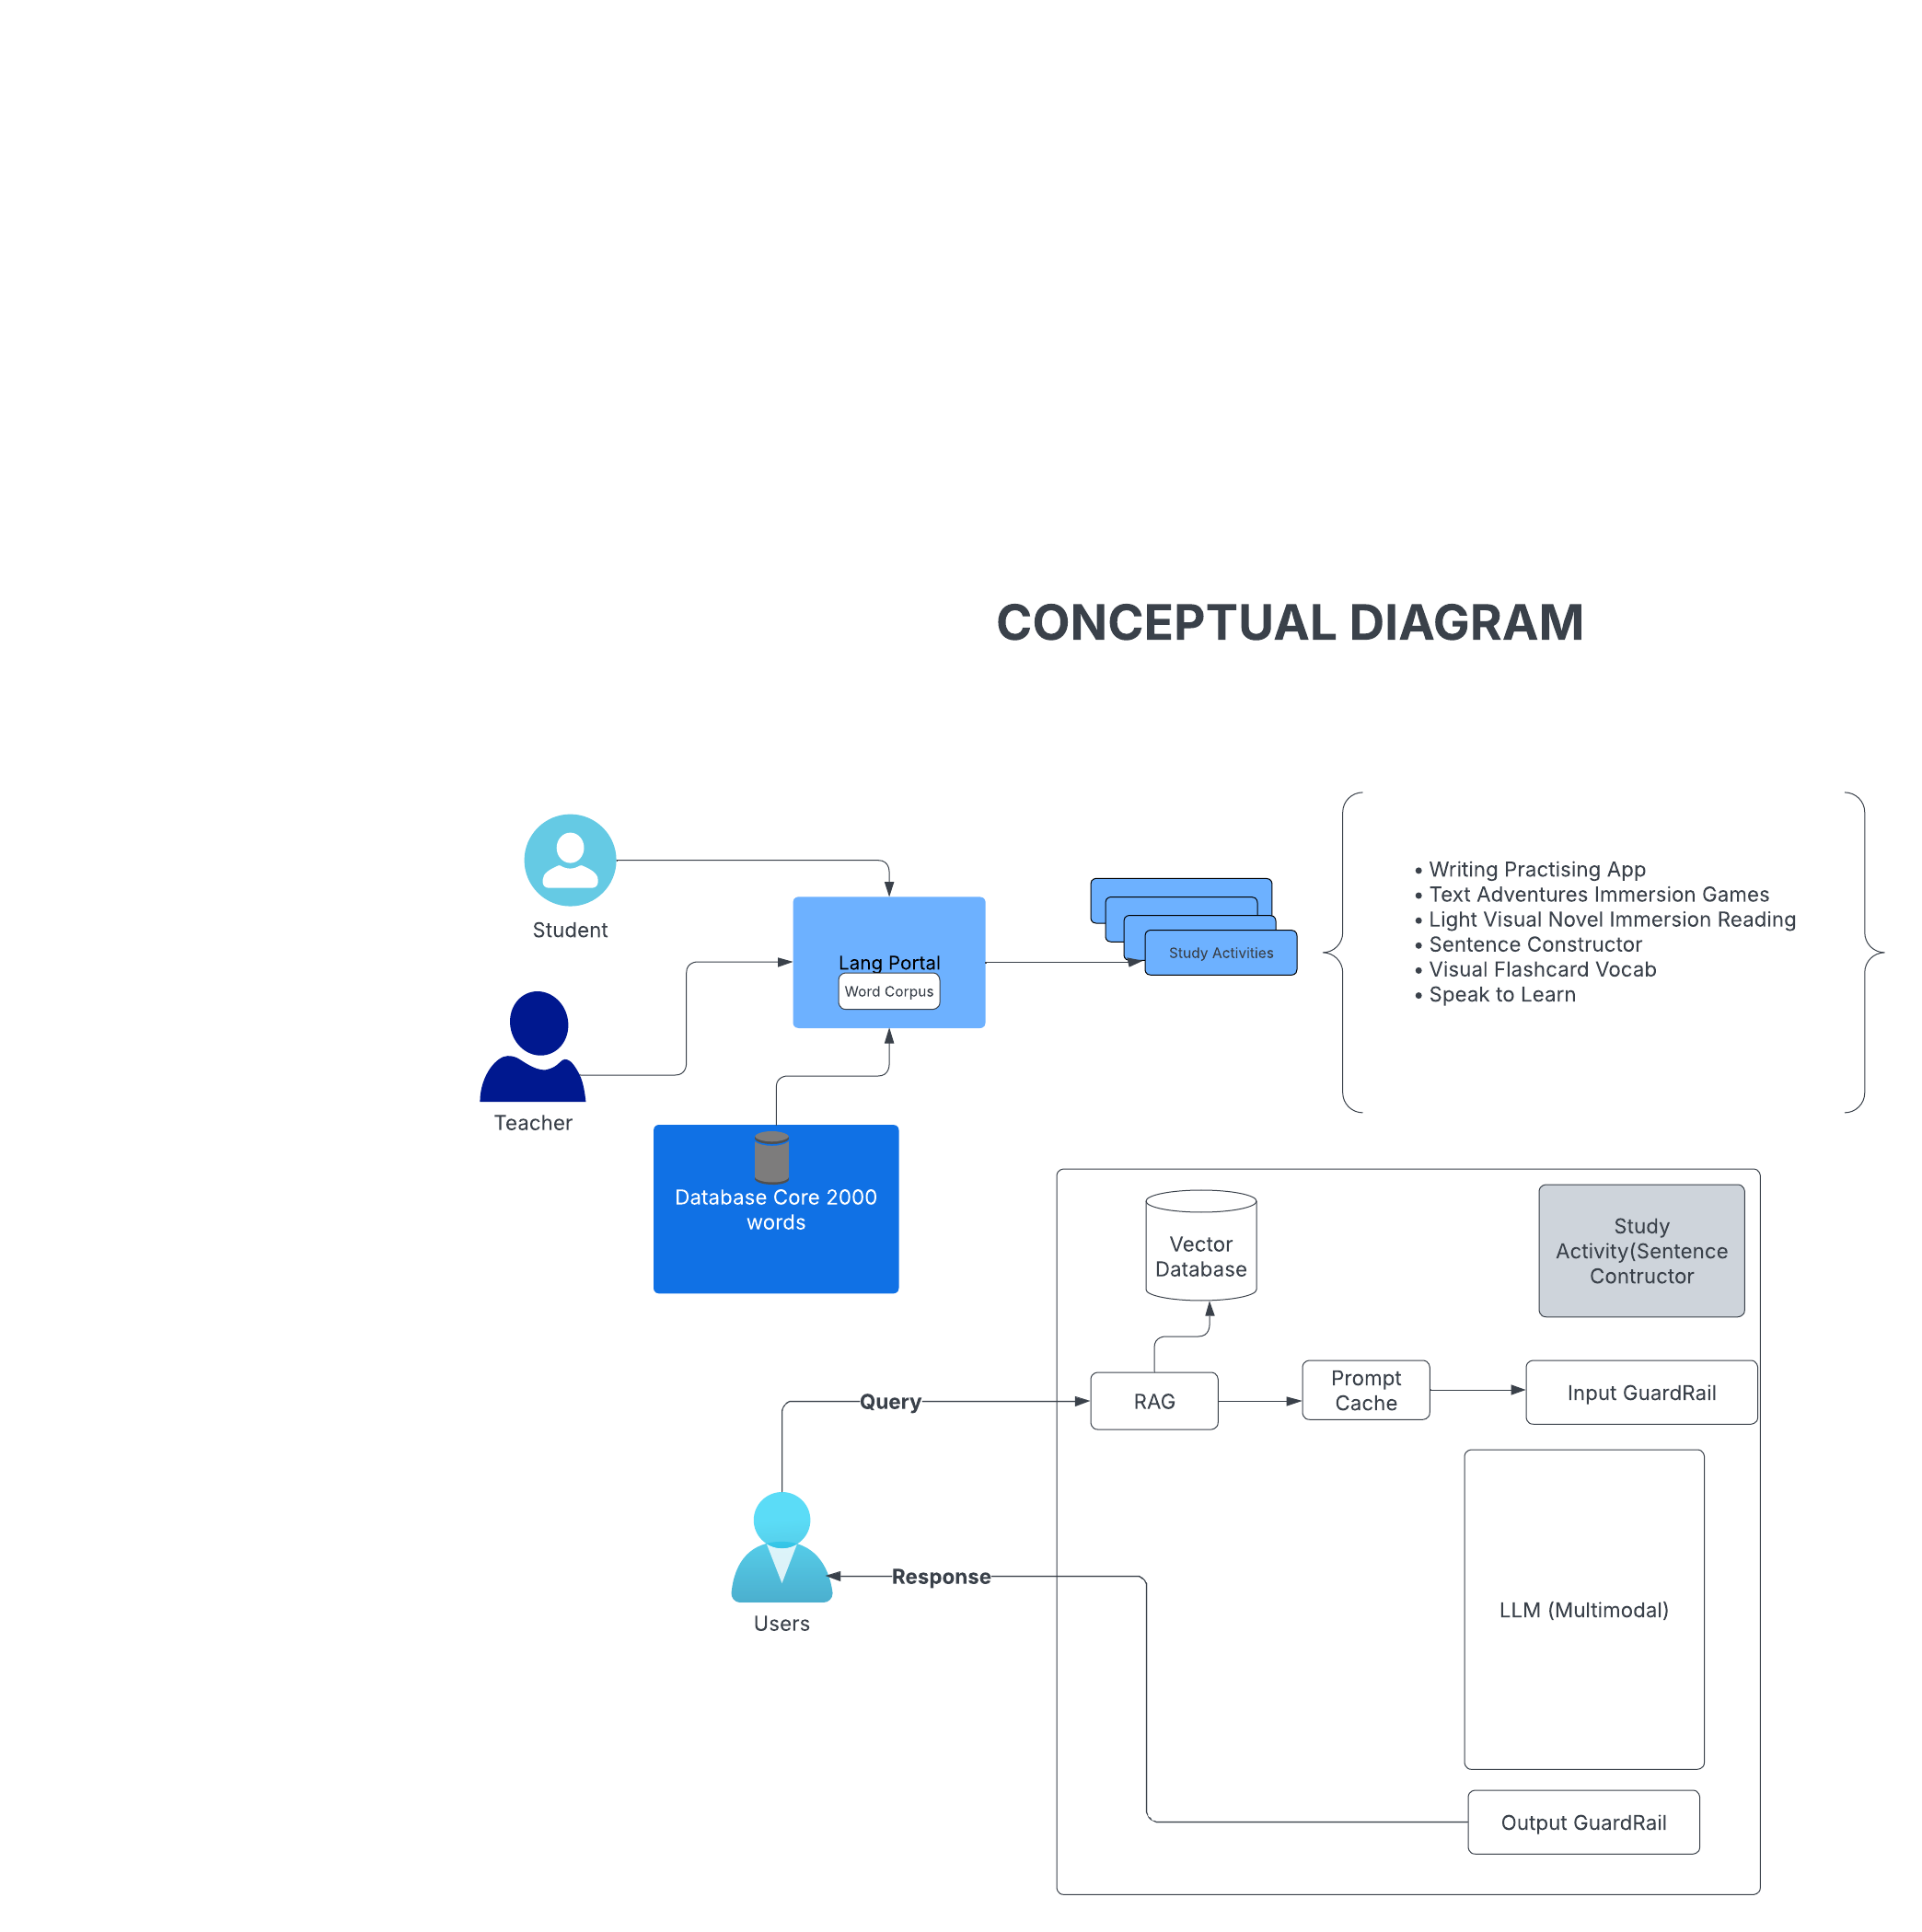 CONCEPTUAL DIAGRAM
Student
Teacher
Lang Portal
Word Corpus
Study Activities
• Writing Practising App
• Text Adventures Immersion Games
• Light Visual Novel Immersion Reading
• Sentence Constructor
• Visual Flashcard Vocab
• Speak to Learn
Database Core 2000
words
Vector
Database
Study
Activity(Sentence
Contructor
Query
RAG
Prompt
Cache
Input GuardRail
Response
Users
LLM (Multimodal)
Output GuardRail